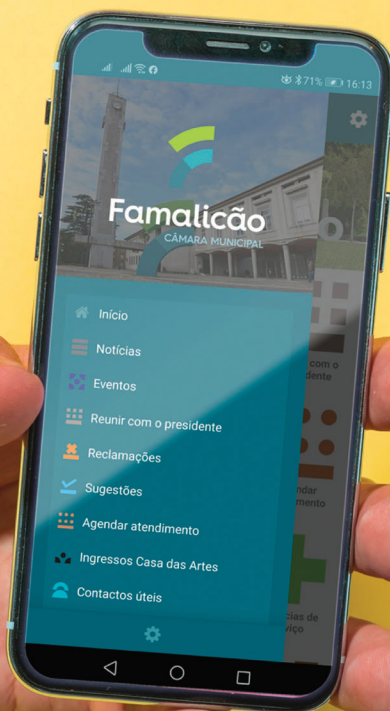 71% 16:13
Famalicão
CÂMARA MUNICIPAL
Início
Notícias
Eventos
Reunir com o presidente
com o
dente
Reclamações
Sugestões
ndar
mento
Agendar atendimento
Ingressos Casa das Artes
Contactos úteis
cias de
viço